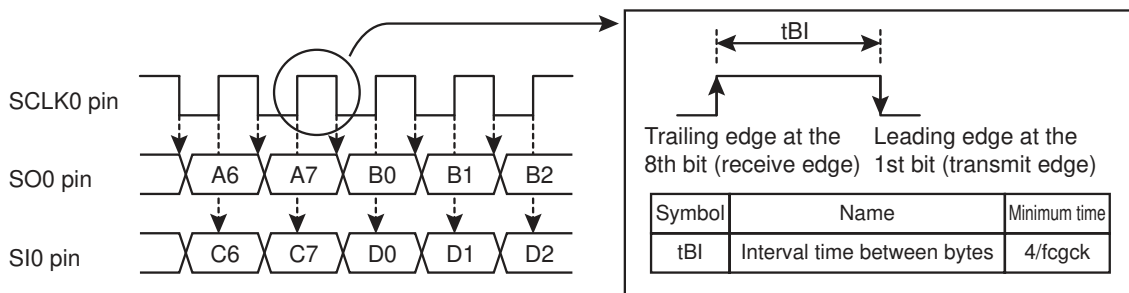 SCLK0 pin
SO0 pin
A6 A7 B0 B1 B2
SI0 pin
C6 C7 D0 D1 D2
tBI
Trailing edge at the
8th bit (receive edge)
Leading edge at the
1st bit (transmit edge)
Symbol Name Minimum time
tBI Interval time between bytes 4/fcgck